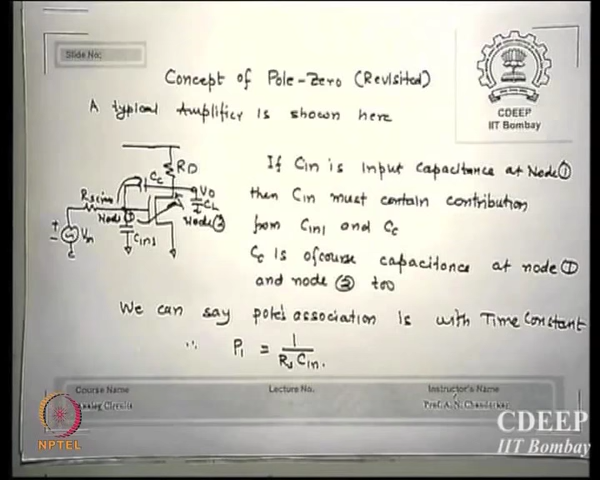 Slide No:
Concept of Pole-Zero (Revisited)
A typical Amplifier is shown here
CDEEP
IIT Bombay
RD
Cc
Vo
CL
Node ①
Node ②
Vin
Cin1
If Cin is input capacitance at Node ①
then Cin must contain contribution
from Cin1 and Cc
Cc is ofcourse capacitance at node ①
and node ② too
We can say pole's association is with Time Constant
∴ P1 = 1 / Rs Cin.
Course Name
Analog Circuits
Lecture No.
Instructor's Name
Prof. A. N. Chandorkar
NPTEL
CDEEP
IIT Bombay